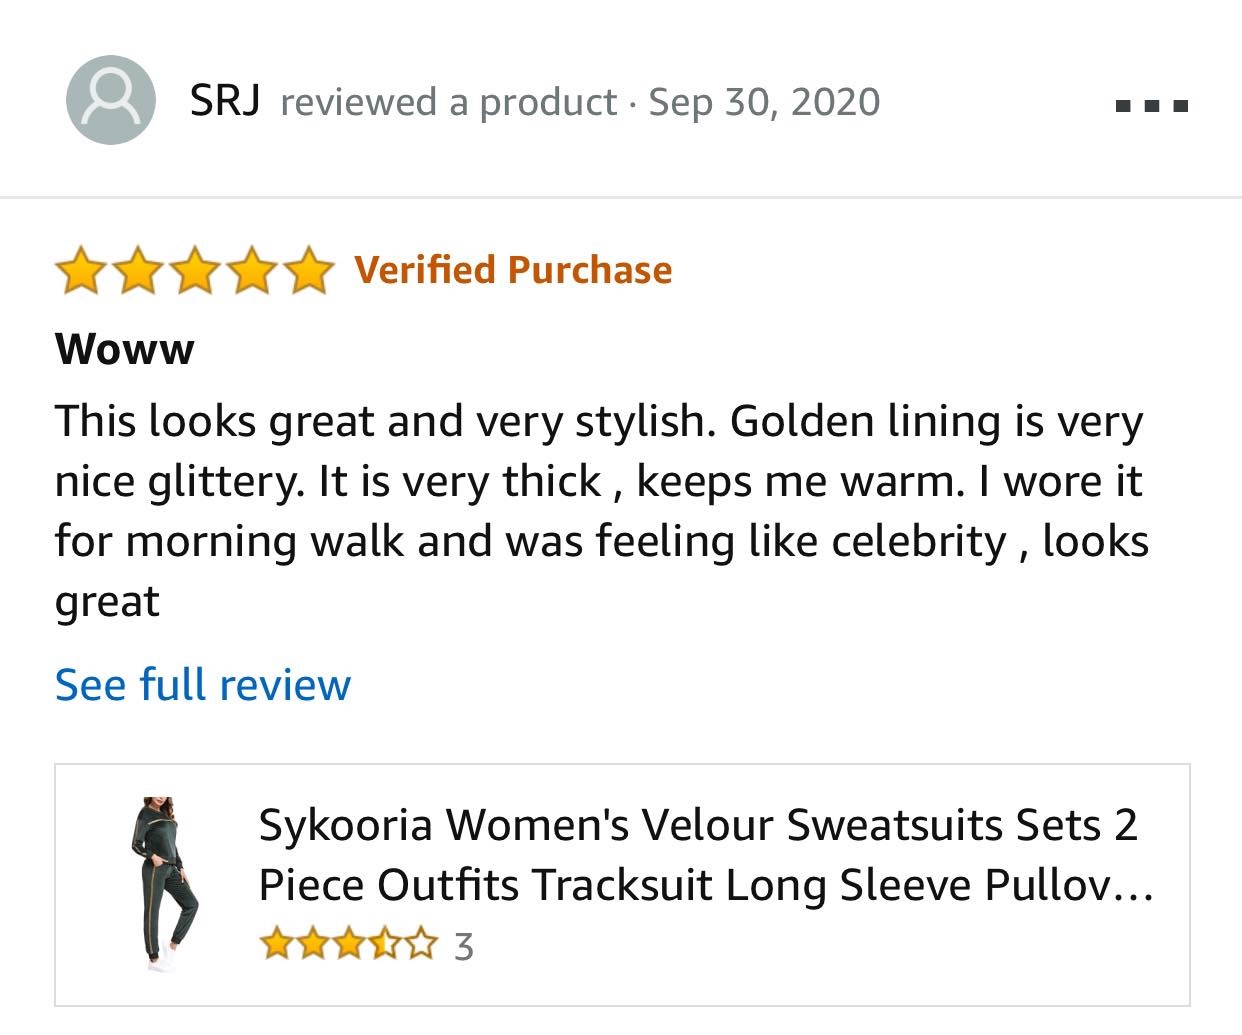 SRJ reviewed a product · Sep 30, 2020
Verified Purchase
Woww
This looks great and very stylish. Golden lining is very
nice glittery. It is very thick , keeps me warm. I wore it
for morning walk and was feeling like celebrity , looks
great
See full review
Sykooria Women's Velour Sweatsuits Sets 2
Piece Outfits Tracksuit Long Sleeve Pullov...
3